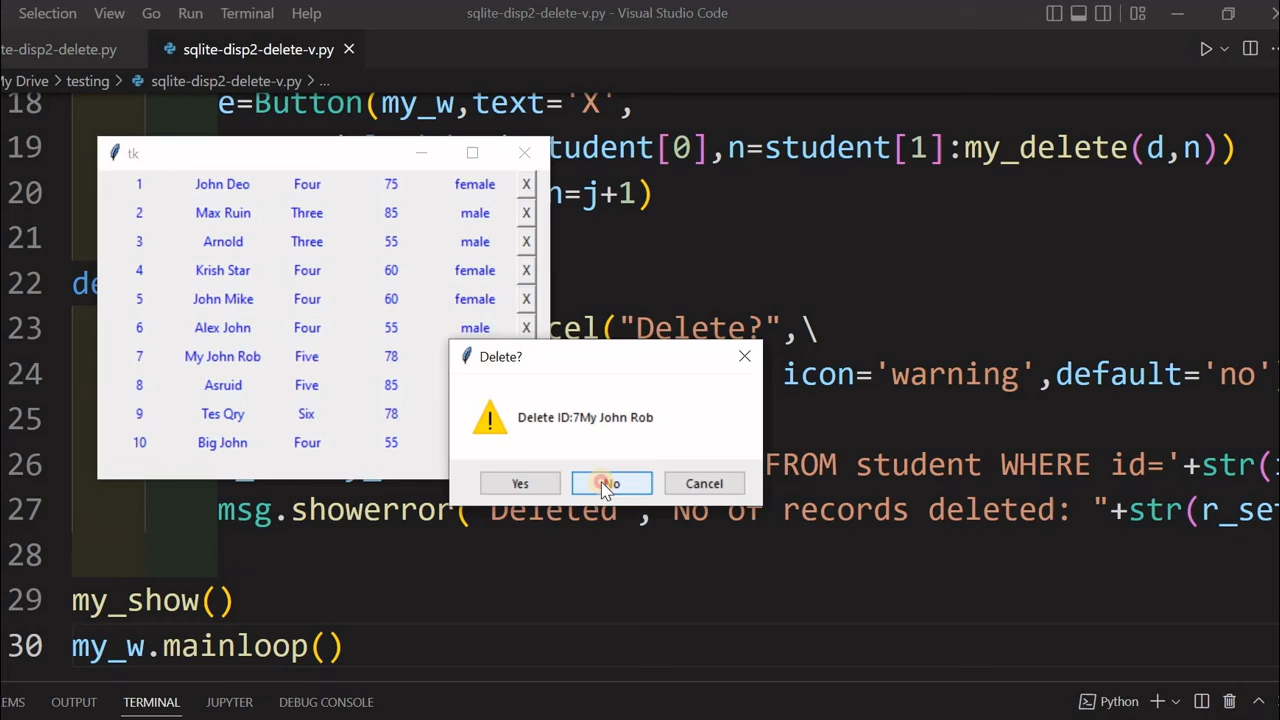 Selection View Go Run Terminal Help sqlite-disp2-delete-v.py - Visual Studio Code
te-disp2-delete.py sqlite-disp2-delete-v.py
My Drive > testing > sqlite-disp2-delete-v.py > ...
18 e=Button(my_w,text='X',
19 tudent[0],n=student[1]:my_delete(d,n))
20 n=j+1)
21
22 de
23 cel("Delete?",\
24 icon='warning',default='no'
25
26 FROM student WHERE id='+str(i
27 msg.showerror("Deleted","No of records deleted: "+str(r_se
28
29 my_show()
30 my_w.mainloop()
tk
1 John Deo Four 75 female X
2 Max Ruin Three 85 male X
3 Arnold Three 55 male X
4 Krish Star Four 60 female X
5 John Mike Four 60 female X
6 Alex John Four 55 male X
7 My John Rob Five 78
8 Asruid Five 85
9 Tes Qry Six 78
10 Big John Four 55
Delete?
Delete ID:7My John Rob
Yes No Cancel
EMS OUTPUT TERMINAL JUPYTER DEBUG CONSOLE Python